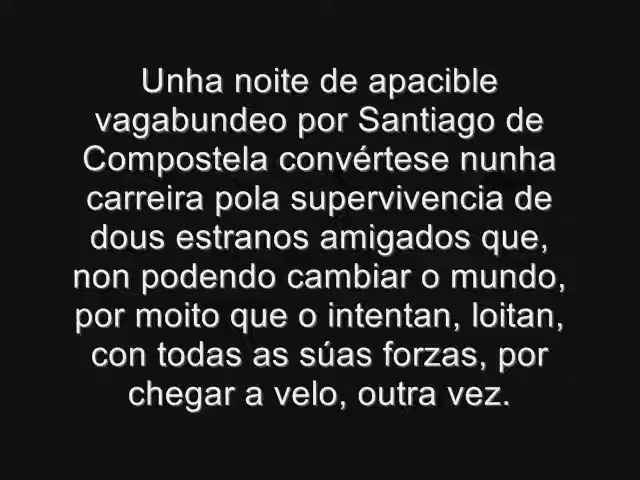 Unha noite de apacible
vagabundeo por Santiago de
Compostela convértese nunha
carreira pola supervivencia de
dous estranos amigados que,
non podendo cambiar o mundo,
por moito que o intentan, loitan,
con todas as súas forzas, por
chegar a velo, outra vez.